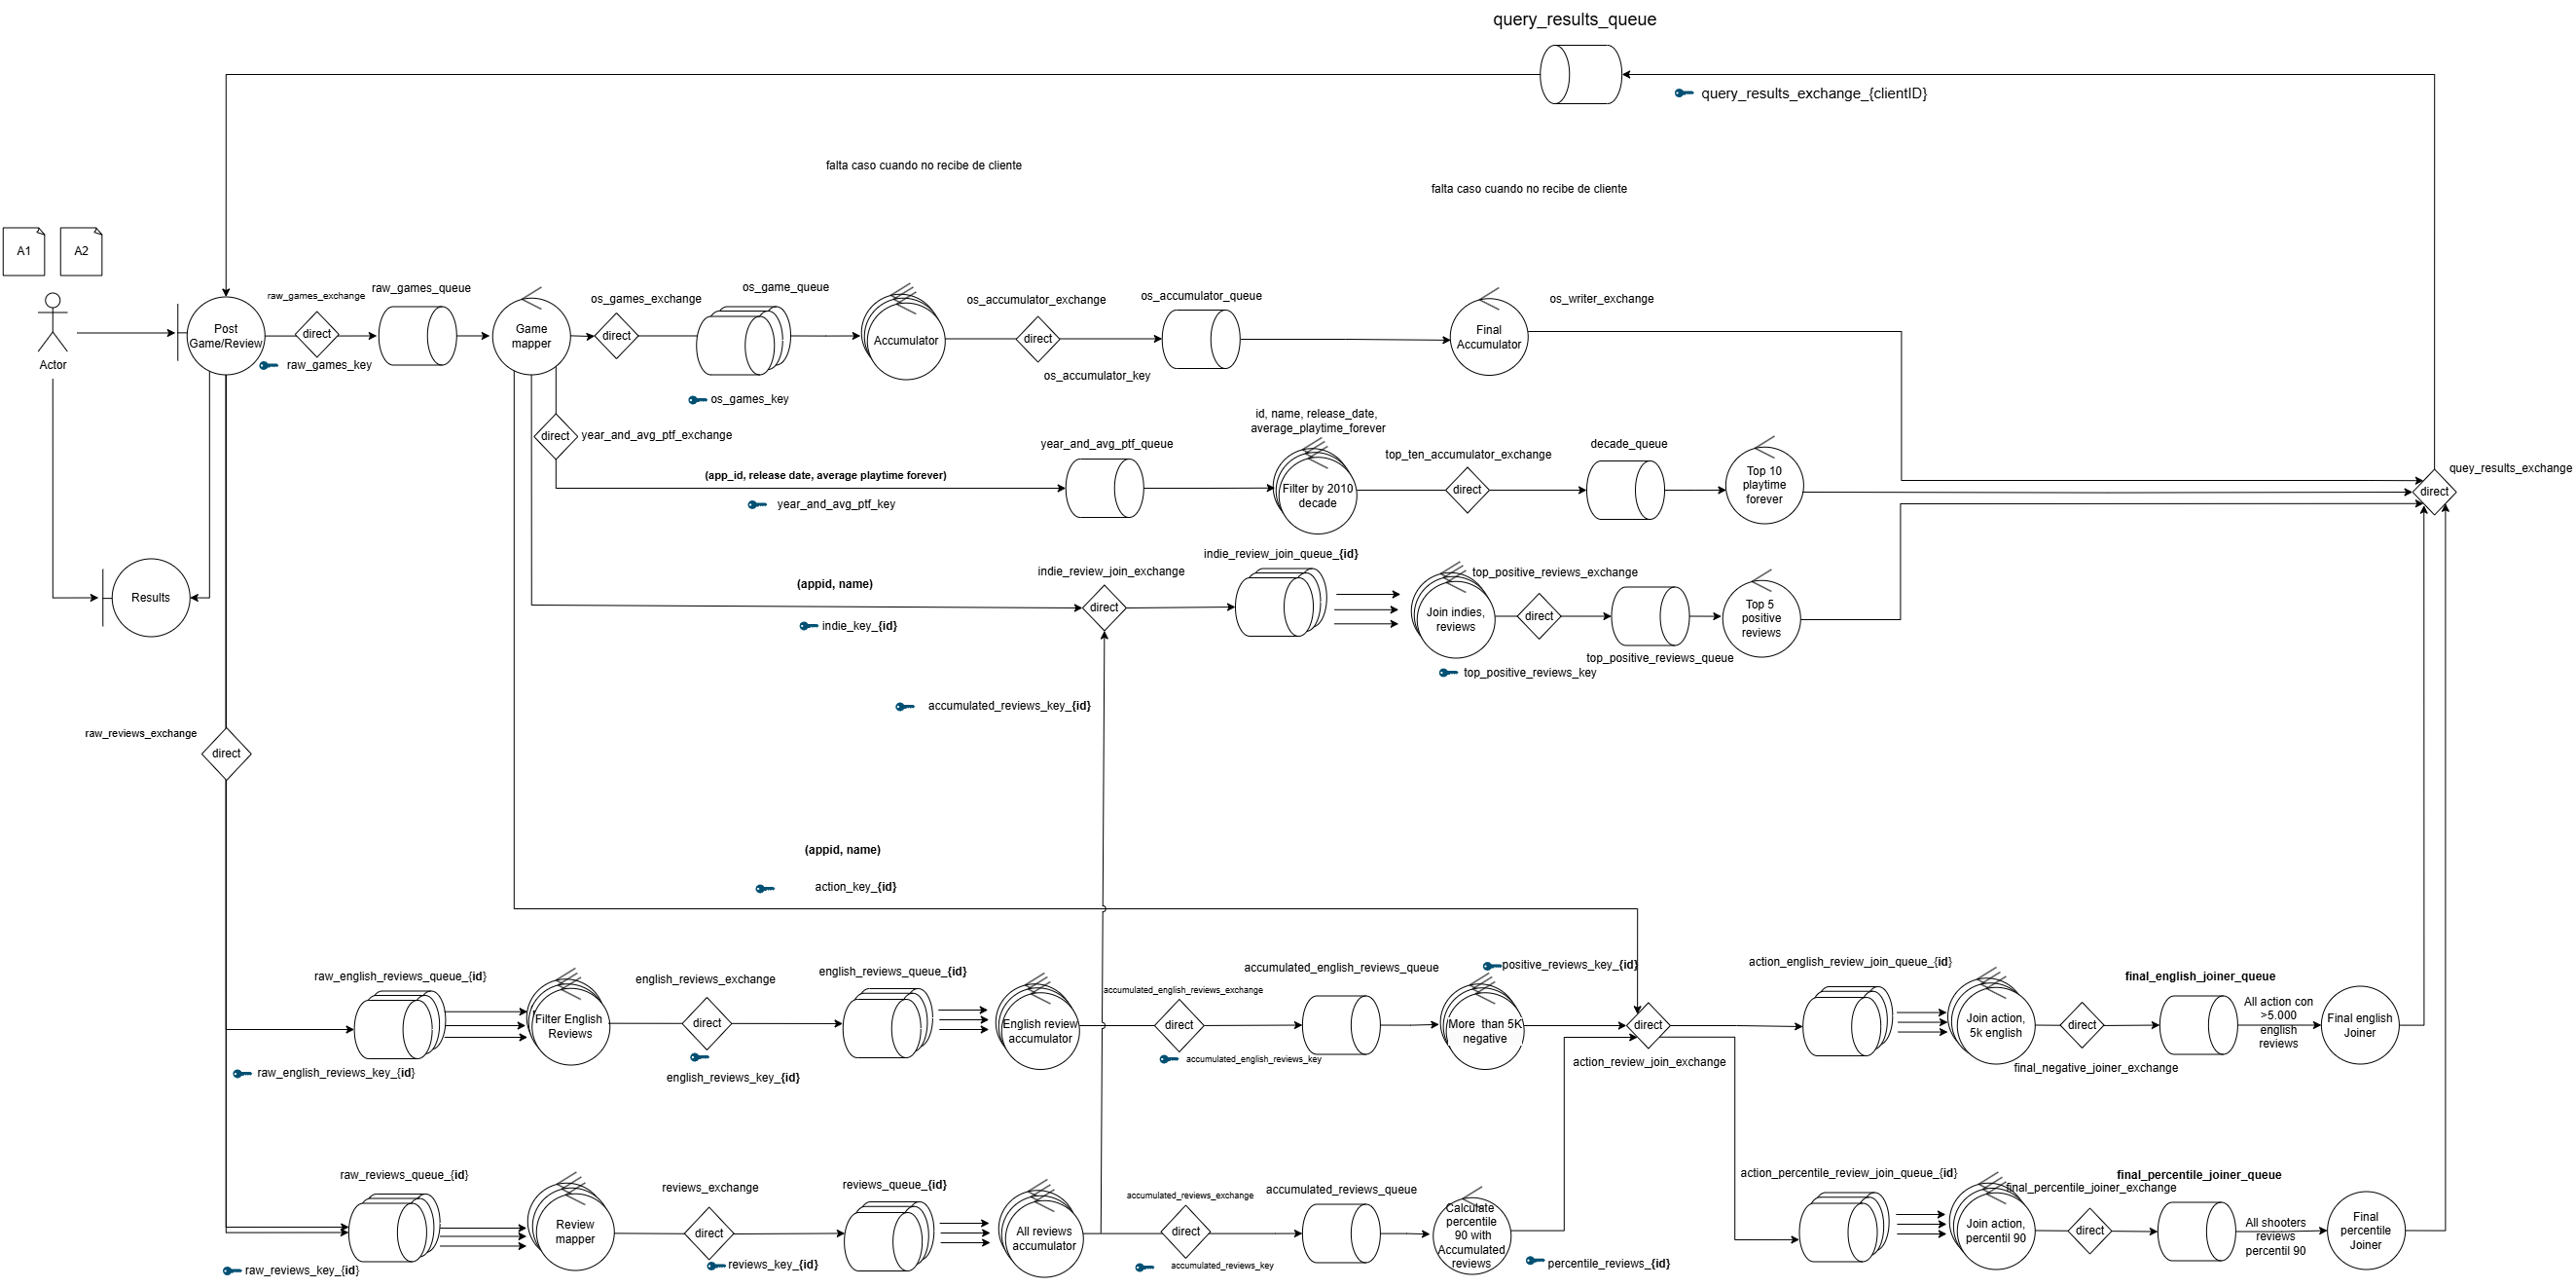 query_results_queue
query_results_exchange_{clientID}
falta caso cuando no recibe de cliente
falta caso cuando no recibe de cliente
A1
A2
Actor
Post
Game/Review
raw_games_exchange
direct
raw_games_key
raw_games_queue
Game
mapper
os_games_exchange
direct
os_games_key
os_game_queue
Accumulator
os_accumulator_exchange
direct
os_accumulator_key
os_accumulator_queue
Final
Accumulator
os_writer_exchange
direct
year_and_avg_ptf_exchange
(app_id, release date, average playtime forever)
year_and_avg_ptf_key
year_and_avg_ptf_queue
id, name, release_date,
average_playtime_forever
Filter by 2010
decade
top_ten_accumulator_exchange
direct
decade_queue
Top 10
playtime
forever
quey_results_exchange
direct
Results
(appid, name)
indie_key_{id}
indie_review_join_exchange
direct
indie_review_join_queue_{id}
Join indies,
reviews
top_positive_reviews_exchange
direct
top_positive_reviews_key
top_positive_reviews_queue
Top 5
positive
reviews
accumulated_reviews_key_{id}
raw_reviews_exchange
direct
(appid, name)
action_key_{id}
raw_english_reviews_queue_{id}
raw_english_reviews_key_{id}
Filter English
Reviews
english_reviews_exchange
direct
english_reviews_key_{id}
english_reviews_queue_{id}
English review
accumulator
accumulated_english_reviews_exchange
direct
accumulated_english_reviews_key
accumulated_english_reviews_queue
More than 5K
negative
positive_reviews_key_{id}
direct
action_review_join_exchange
action_english_review_join_queue_{id}
Join action,
5k english
direct
final_negative_joiner_exchange
final_english_joiner_queue
All action con
>5.000
english
reviews
Final english
Joiner
raw_reviews_queue_{id}
raw_reviews_key_{id}
Review
mapper
reviews_exchange
direct
reviews_key_{id}
reviews_queue_{id}
All reviews
accumulator
accumulated_reviews_exchange
direct
accumulated_reviews_key
accumulated_reviews_queue
Calculate
percentile
90 with
Accumulated
reviews
percentile_reviews_{id}
action_percentile_review_join_queue_{id}
Join action,
percentil 90
final_percentile_joiner_exchange
direct
final_percentile_joiner_queue
All shooters
reviews
percentil 90
Final
percentile
Joiner